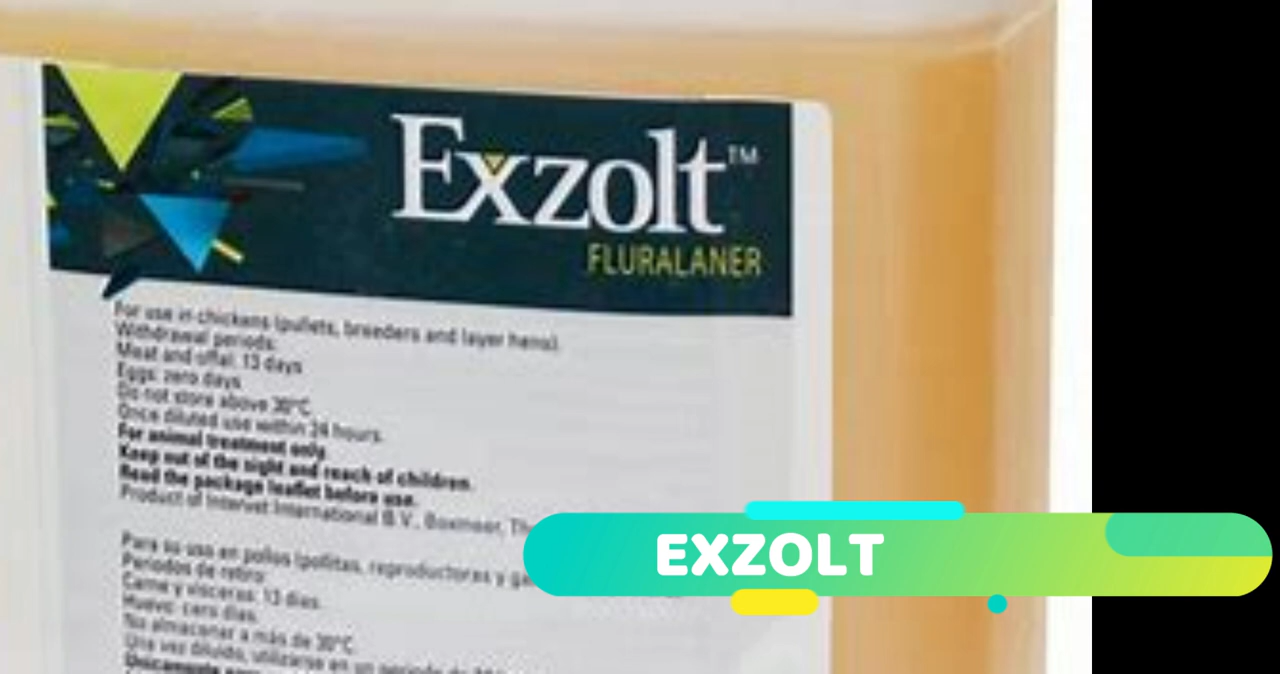 Exzolt™
FLURALANER
For use in chickens (pullets, breeders and layer hens).
Withdrawal periods:
Meat and offal: 13 days
Eggs: zero days
Do not store above 30°C
Once diluted use within 24 hours.
For animal treatment only.
Keep out of the sight and reach of children.
Read the package leaflet before use.
Product of Intervet International B.V., Boxmeer, Th
Para su uso en pollos (pollitas, reproductoras y ga
Periodos de retiro:
Carne y vísceras: 13 días.
Huevo: cero días.
No almacenar a más de 30°C
Una vez diluido, utilizarse en un periodo de
Únicamente
EXZOLT